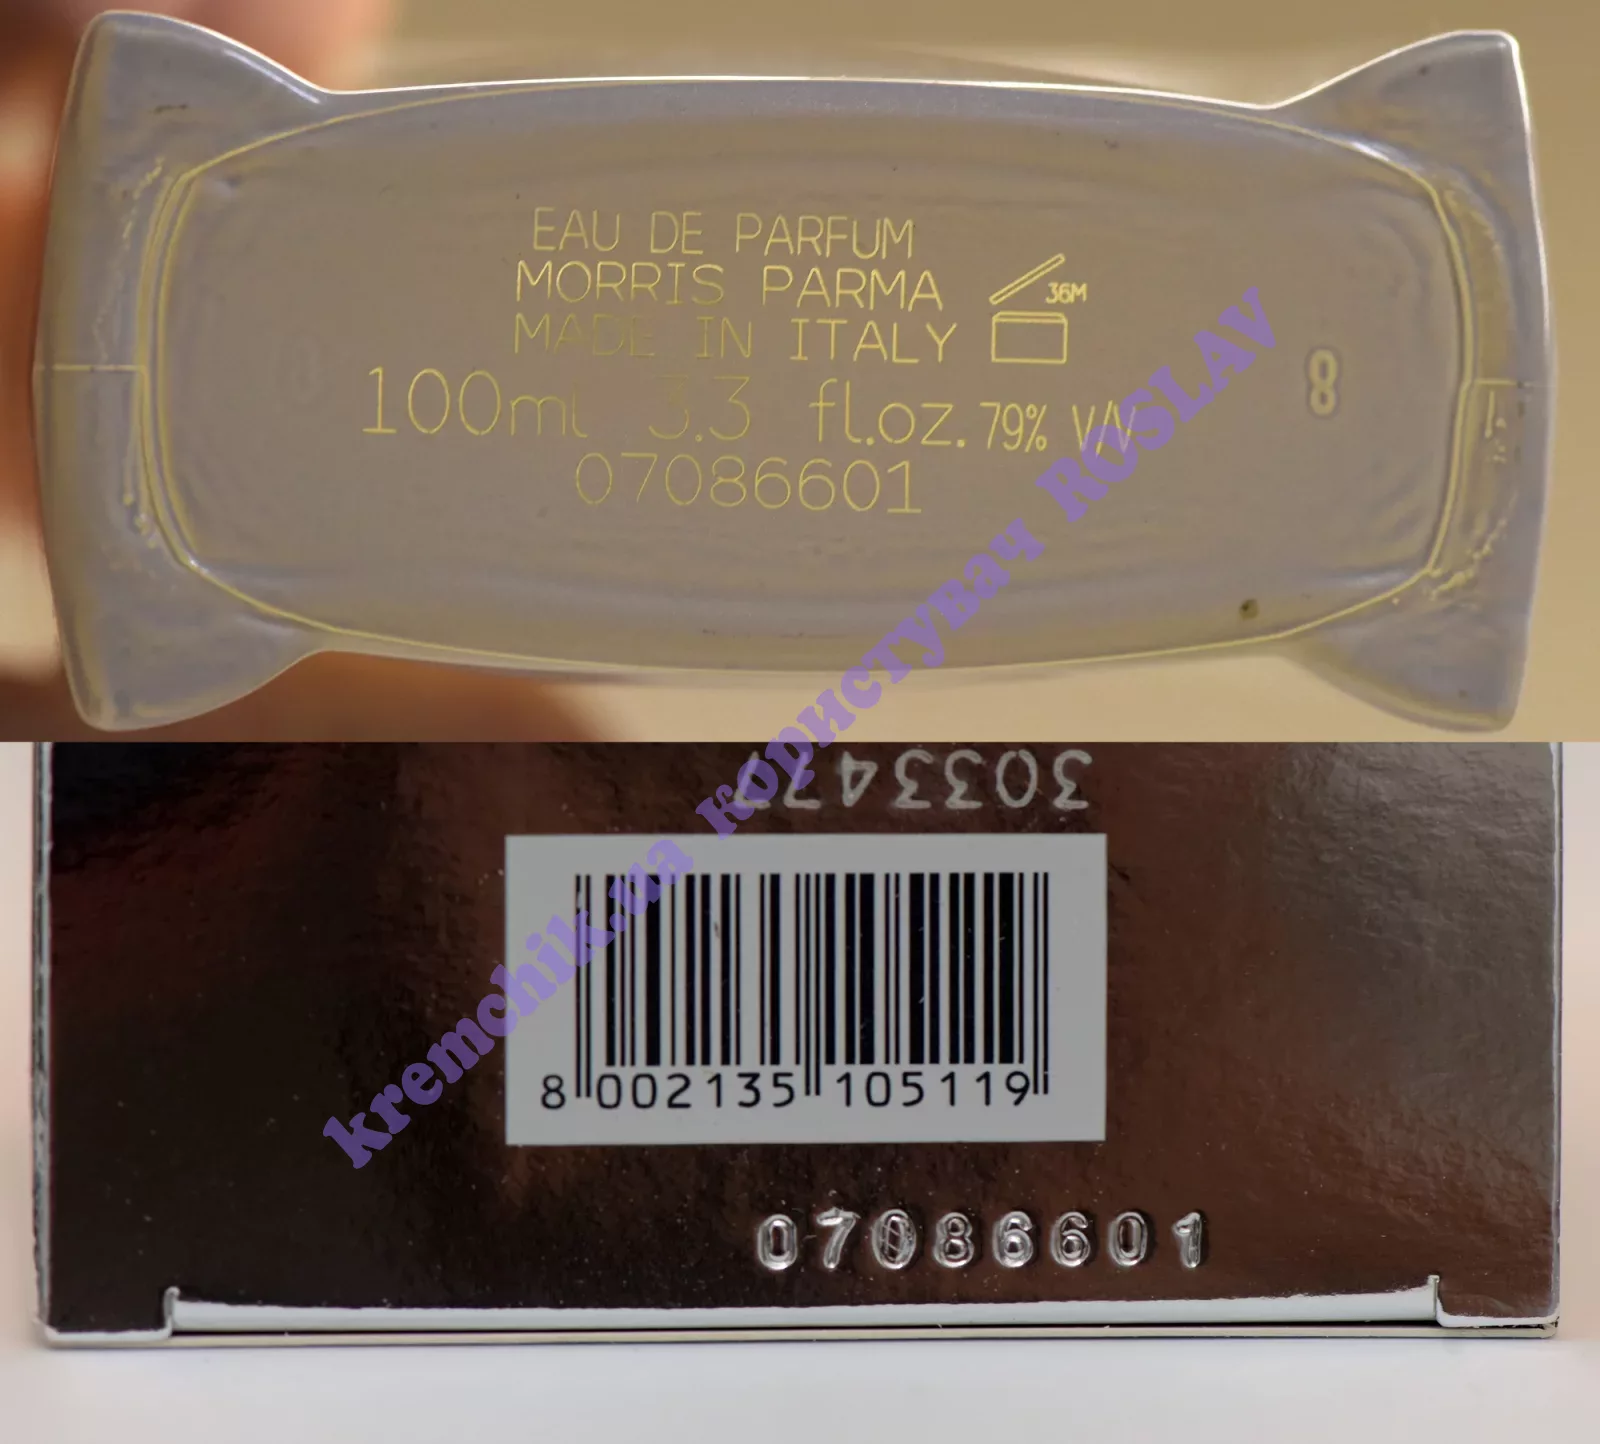 EAU DE PARFUM
MORRIS PARMA
36M
MADE IN ITALY
100ml 3.3 fl.oz. 79% V/V
8
07086601
kremchik.ua користувач ROSLAV
8 002135 105119
07086601